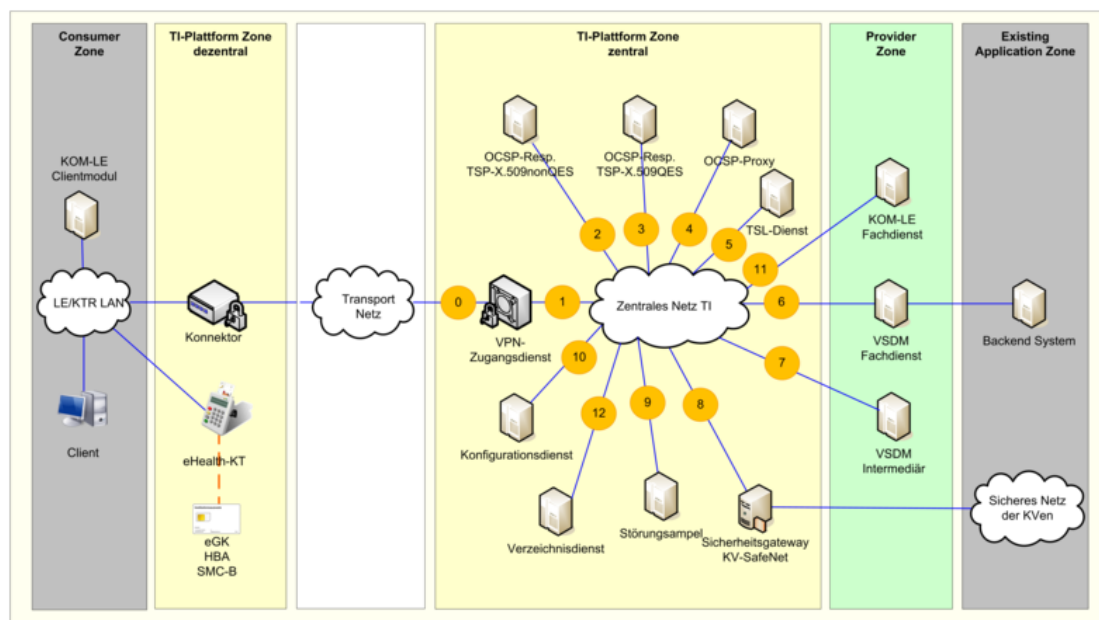 Consumer
Zone
TI-Plattform Zone
dezentral
TI-Plattform Zone
zentral
Provider
Zone
Existing
Application Zone
KOM-LE
Clientmodul
LE/KTR LAN
Client
Konnektor
eHealth-KT
eGK
HBA
SMC-B
Transport
Netz
OCSP-Resp.
TSP-X.509nonQES
OCSP-Resp.
TSP-X.509QES
OCSP-Proxy
TSL-Dienst
2
3
4
5
11
0
1
6
VPN-
Zugangsdienst
Zentrales Netz TI
10
12
9
8
7
Konfigurationsdienst
Verzeichnisdienst
Störungsampel
Sicherheitsgateway
KV-SafeNet
KOM-LE
Fachdienst
VSDM
Fachdienst
VSDM
Intermediär
Backend System
Sicheres Netz
der KVen